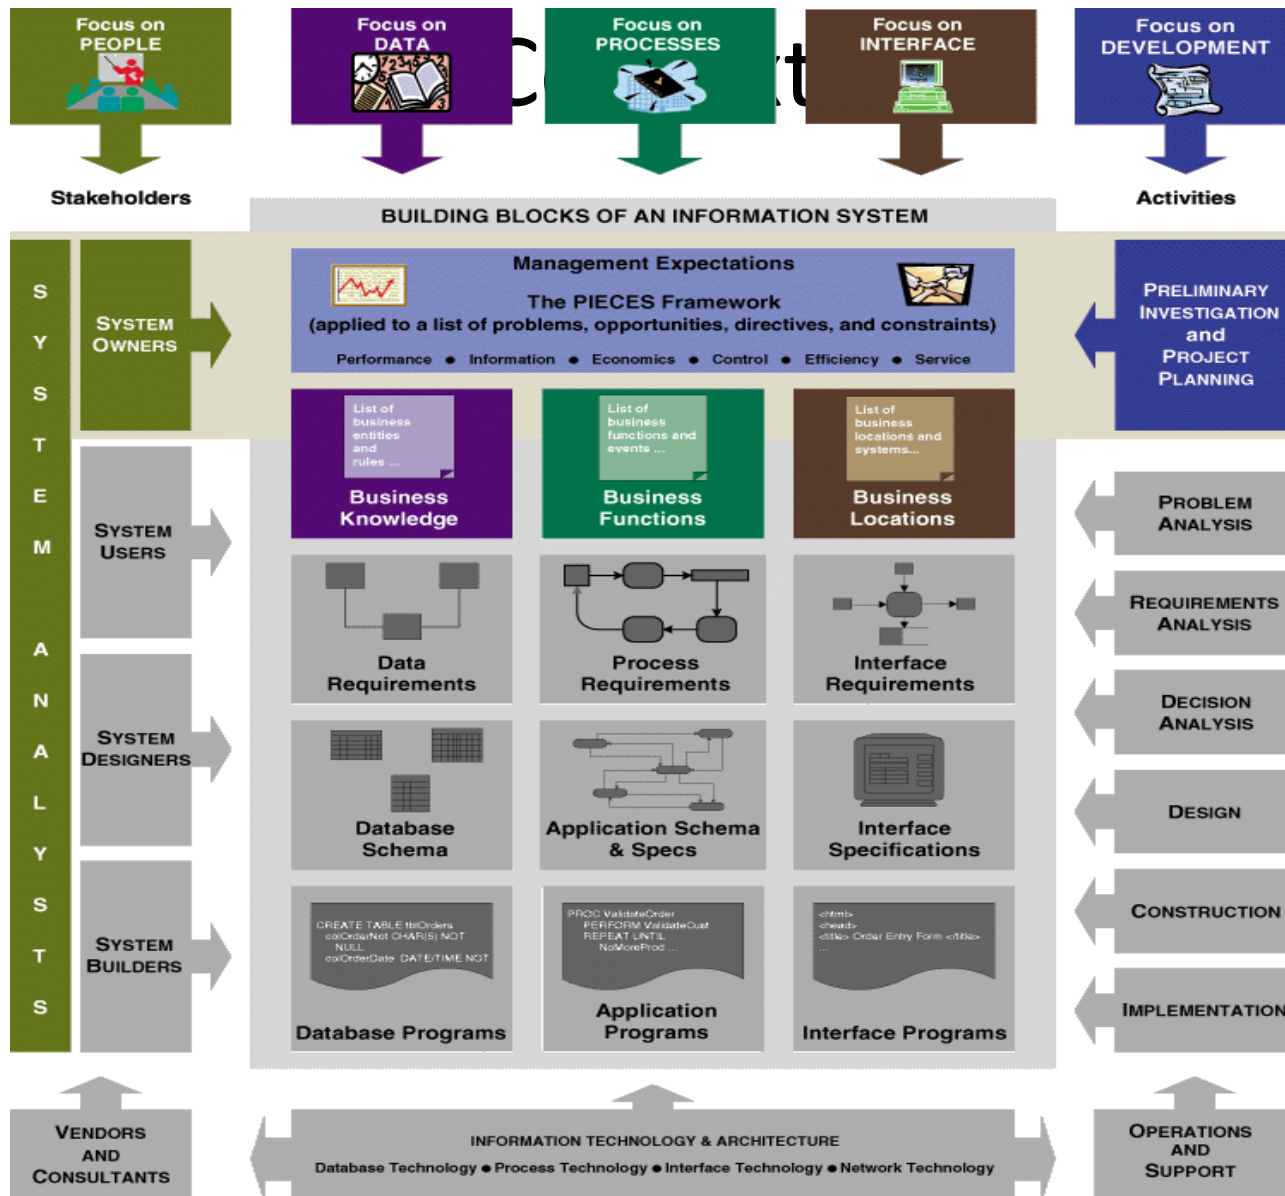 Focus on
PEOPLE
Focus on
DATA
Focus on
PROCESSES
Focus on
INTERFACE
Focus on
DEVELOPMENT
Stakeholders
Activities
BUILDING BLOCKS OF AN INFORMATION SYSTEM
SYSTEM ANALYSTS
SYSTEM
OWNERS
Management Expectations
The PIECES Framework
(applied to a list of problems, opportunities, directives, and constraints)
Performance ● Information ● Economics ● Control ● Efficiency ● Service
PRELIMINARY
INVESTIGATION
and
PROJECT
PLANNING
List of
business
entities
and
rules ...
Business
Knowledge
List of
business
functions and
events ...
Business
Functions
List of
business
locations and
systems...
Business
Locations
SYSTEM
USERS
PROBLEM
ANALYSIS
Data
Requirements
Process
Requirements
Interface
Requirements
REQUIREMENTS
ANALYSIS
SYSTEM
DESIGNERS
DECISION
ANALYSIS
Database
Schema
Application Schema
& Specs
Interface
Specifications
DESIGN
SYSTEM
BUILDERS
CREATE TABLE tblOrders
colOrderNot CHAR(5) NOT
NULL
colOrderDate DATE/TIME NOT
Database Programs
PROC ValidateOrder
PERFORM ValidateCust
REPEAT UNTIL
NoMoreProd ...
Application
Programs
<html>
<head>
<title> Order Entry Form </title>
...
Interface Programs
CONSTRUCTION
IMPLEMENTATION
VENDORS
AND
CONSULTANTS
INFORMATION TECHNOLOGY & ARCHITECTURE
Database Technology ● Process Technology ● Interface Technology ● Network Technology
OPERATIONS
AND
SUPPORT